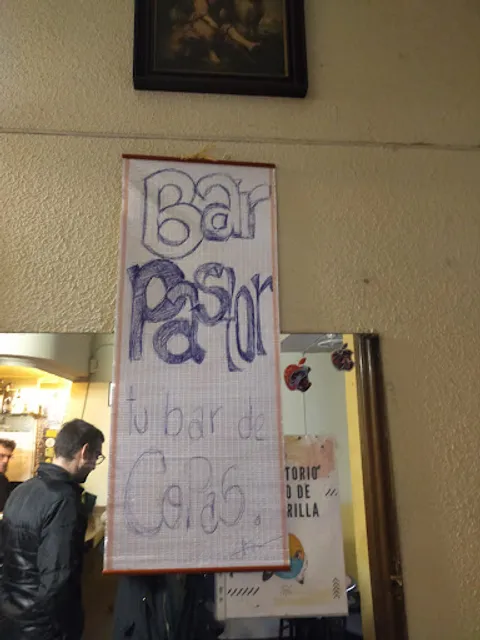 Bar
Pastor
tu bar de
Copas.
TORIO
O DE
RILLA